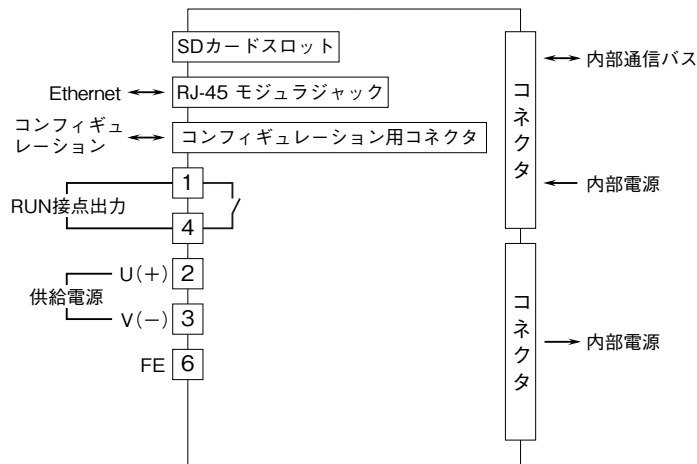 SDカードスロット
Ethernet
RJ-45 モジュラジャック
コンフィギュ
レーション
コンフィギュレーション用コネクタ
1
RUN接点出力
4
U(+)
2
供給電源
V(−)
3
FE
6
コネクタ
内部通信バス
内部電源
コネクタ
内部電源